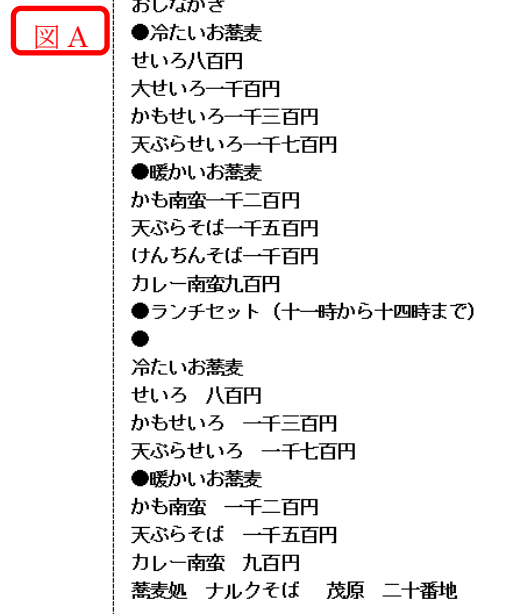 図A
おしながき
●冷たいお蕎麦
せいろ八百円
大せいろ一千百円
かもせいろ一千三百円
天ぷらせいろ一千七百円
●暖かいお蕎麦
かも南蛮一千二百円
天ぷらそば一千五百円
けんちんそば一千百円
カレー南蛮九百円
●ランチセット（十一時から十四時まで）
●
冷たいお蕎麦
せいろ　八百円
かもせいろ　一千三百円
天ぷらせいろ　一千七百円
●暖かいお蕎麦
かも南蛮　一千二百円
天ぷらそば　一千五百円
カレー南蛮　九百円
蕎麦処　ナルクそば　茂原　二十番地